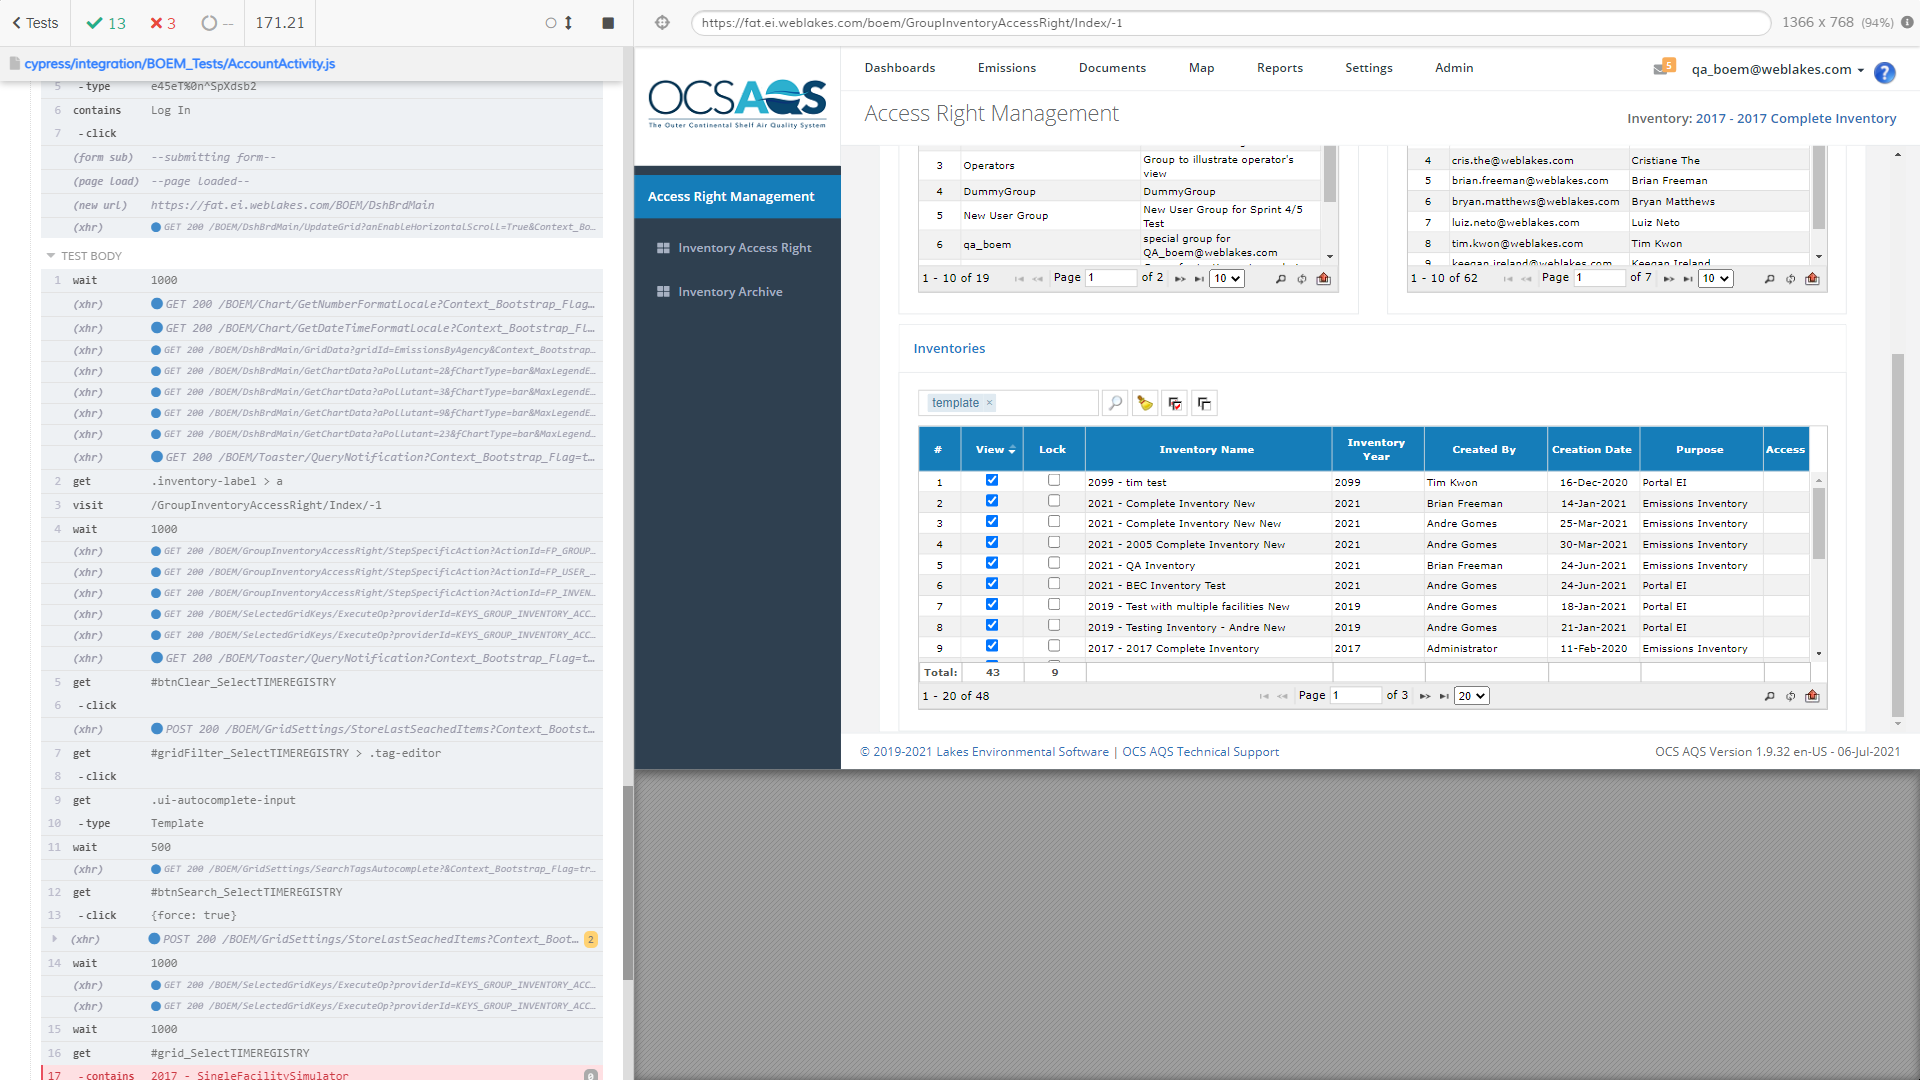 Tests
13
3
--
171.21
cypress/integration/BOEM_Tests/AccountActivity.js
5 -type e45eT%0n^SpXdsb2
6 contains Log In
7 -click
(form sub) --submitting form--
(page load) --page loaded--
(new url) https://fat.ei.weblakes.com/BOEM/DshBrdMain
(xhr) GET 200 /BOEM/DshBrdMain/UpdateGrid?anEnableHorizontalScroll=True&Context_Bo...
TEST BODY
1 wait 1000
(xhr) GET 200 /BOEM/Chart/GetNumberFormatLocale?Context_Bootstrap_Flag...
(xhr) GET 200 /BOEM/Chart/GetDateTimeFormatLocale?Context_Bootstrap_Fl...
(xhr) GET 200 /BOEM/DshBrdMain/GridData?gridId=EmissionsByAgency&Context_Bootstrap...
(xhr) GET 200 /BOEM/DshBrdMain/GetChartData?aPollutant=2&fChartType=bar&MaxLegendE...
(xhr) GET 200 /BOEM/DshBrdMain/GetChartData?aPollutant=3&fChartType=bar&MaxLegendE...
(xhr) GET 200 /BOEM/DshBrdMain/GetChartData?aPollutant=9&fChartType=bar&MaxLegendE...
(xhr) GET 200 /BOEM/DshBrdMain/GetChartData?aPollutant=23&fChartType=bar&MaxLegend...
(xhr) GET 200 /BOEM/Toaster/QueryNotification?Context_Bootstrap_Flag=t...
2 get .inventory-label > a
3 visit /GroupInventoryAccessRight/Index/-1
4 wait 1000
(xhr) GET 200 /BOEM/GroupInventoryAccessRight/StepSpecificAction?ActionId=FP_GROUP...
(xhr) GET 200 /BOEM/GroupInventoryAccessRight/StepSpecificAction?ActionId=FP_USER_...
(xhr) GET 200 /BOEM/GroupInventoryAccessRight/StepSpecificAction?ActionId=FP_INVEN...
(xhr) GET 200 /BOEM/SelectedGridKeys/ExecuteOp?providerId=KEYS_GROUP_INVENTORY_ACC...
(xhr) GET 200 /BOEM/SelectedGridKeys/ExecuteOp?providerId=KEYS_GROUP_INVENTORY_ACC...
(xhr) GET 200 /BOEM/Toaster/QueryNotification?Context_Bootstrap_Flag=t...
5 get #btnClear_SelectTIMEREGISTRY
6 -click
(xhr) POST 200 /BOEM/GridSettings/StoreLastSeachedItems?Context_Bootst...
7 get #gridFilter_SelectTIMEREGISTRY > .tag-editor
8 -click
9 get .ui-autocomplete-input
10 -type Template
11 wait 500
(xhr) GET 200 /BOEM/GridSettings/SearchTagsAutocomplete?&Context_Bootstrap_Flag=tr...
12 get #btnSearch_SelectTIMEREGISTRY
13 -click {force: true}
(xhr) POST 200 /BOEM/GridSettings/StoreLastSeachedItems?Context_Boot... 2
14 wait 1000
(xhr) GET 200 /BOEM/SelectedGridKeys/ExecuteOp?providerId=KEYS_GROUP_INVENTORY_ACC...
(xhr) GET 200 /BOEM/SelectedGridKeys/ExecuteOp?providerId=KEYS_GROUP_INVENTORY_ACC...
15 wait 1000
16 get #grid_SelectTIMEREGISTRY
17 -contains 2017 - SingleFacilitySimulator 0
https://fat.ei.weblakes.com/boem/GroupInventoryAccessRight/Index/-1
1366 x 768 (94%)
OCSAQS
The Outer Continental Shelf Air Quality System
Dashboards Emissions Documents Map Reports Settings Admin
5 qa_boem@weblakes.com ?
Access Right Management
Inventory: 2017 - 2017 Complete Inventory
Access Right Management
Inventory Access Right
Inventory Archive
3 Operators Group to illustrate operator's view
4 DummyGroup DummyGroup
5 New User Group New User Group for Sprint 4/5 Test
6 qa_boem special group for QA_boem@weblakes.com
1 - 10 of 19 Page 1 of 2 10
4 cris.the@weblakes.com Cristiane The
5 brian.freeman@weblakes.com Brian Freeman
6 bryan.matthews@weblakes.com Bryan Matthews
7 luiz.neto@weblakes.com Luiz Neto
8 tim.kwon@weblakes.com Tim Kwon
9 keegan.ireland@weblakes.com Keegan Ireland
1 - 10 of 62 Page 1 of 7 10
Inventories
template ×
# View Lock Inventory Name Inventory Year Created By Creation Date Purpose Access
1 2099 - tim test 2099 Tim Kwon 16-Dec-2020 Portal EI
2 2021 - Complete Inventory New 2021 Brian Freeman 14-Jan-2021 Emissions Inventory
3 2021 - Complete Inventory New New 2021 Andre Gomes 25-Mar-2021 Emissions Inventory
4 2021 - 2005 Complete Inventory New 2021 Andre Gomes 30-Mar-2021 Emissions Inventory
5 2021 - QA Inventory 2021 Brian Freeman 24-Jun-2021 Emissions Inventory
6 2021 - BEC Inventory Test 2021 Andre Gomes 24-Jun-2021 Portal EI
7 2019 - Test with multiple facilities New 2019 Andre Gomes 18-Jan-2021 Portal EI
8 2019 - Testing Inventory - Andre New 2019 Andre Gomes 21-Jan-2021 Portal EI
9 2017 - 2017 Complete Inventory 2017 Administrator 11-Feb-2020 Emissions Inventory
Total: 43 9
1 - 20 of 48 Page 1 of 3 20
© 2019-2021 Lakes Environmental Software | OCS AQS Technical Support
OCS AQS Version 1.9.32 en-US - 06-Jul-2021